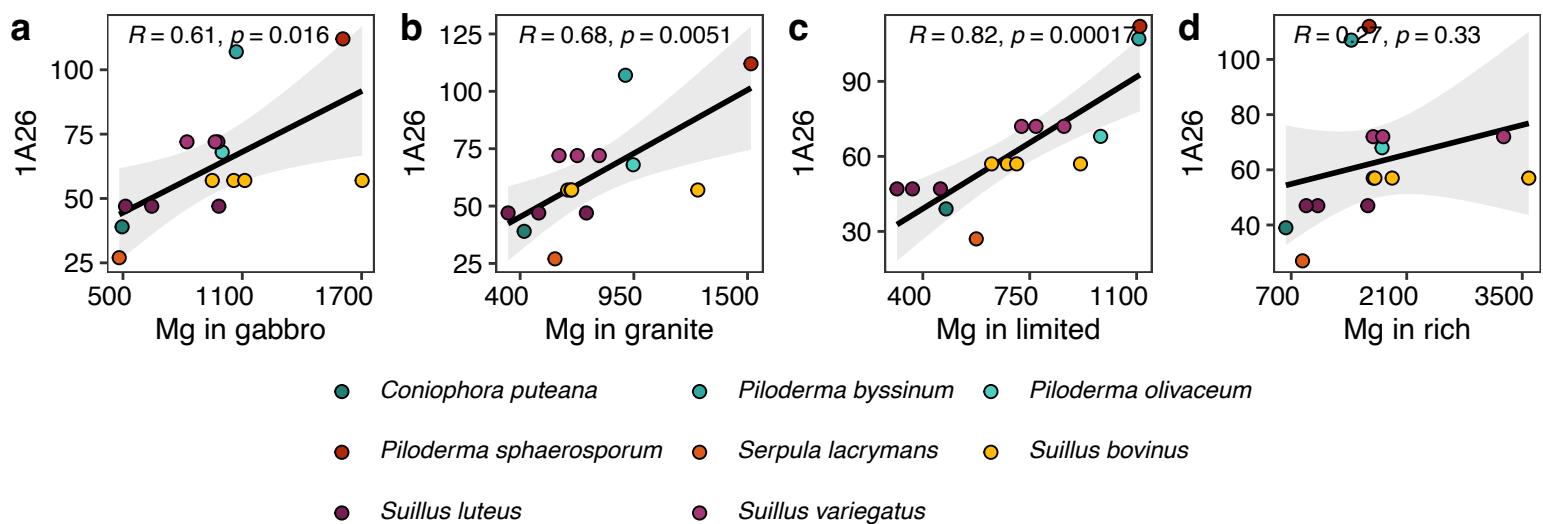 a
R = 0.61, p = 0.016
100
75
50
25
1A26
500
1100
1700
Mg in gabbro
b
R = 0.68, p = 0.0051
125
100
75
50
25
1A26
400
950
1500
Mg in granite
c
R = 0.82, p = 0.00017
90
60
30
1A26
400
750
1100
Mg in limited
d
R = 0.27, p = 0.33
100
80
60
40
1A26
700
2100
3500
Mg in rich
Coniophora puteana
Piloderma byssinum
Piloderma olivaceum
Piloderma sphaerosporum
Serpula lacrymans
Suillus bovinus
Suillus luteus
Suillus variegatus